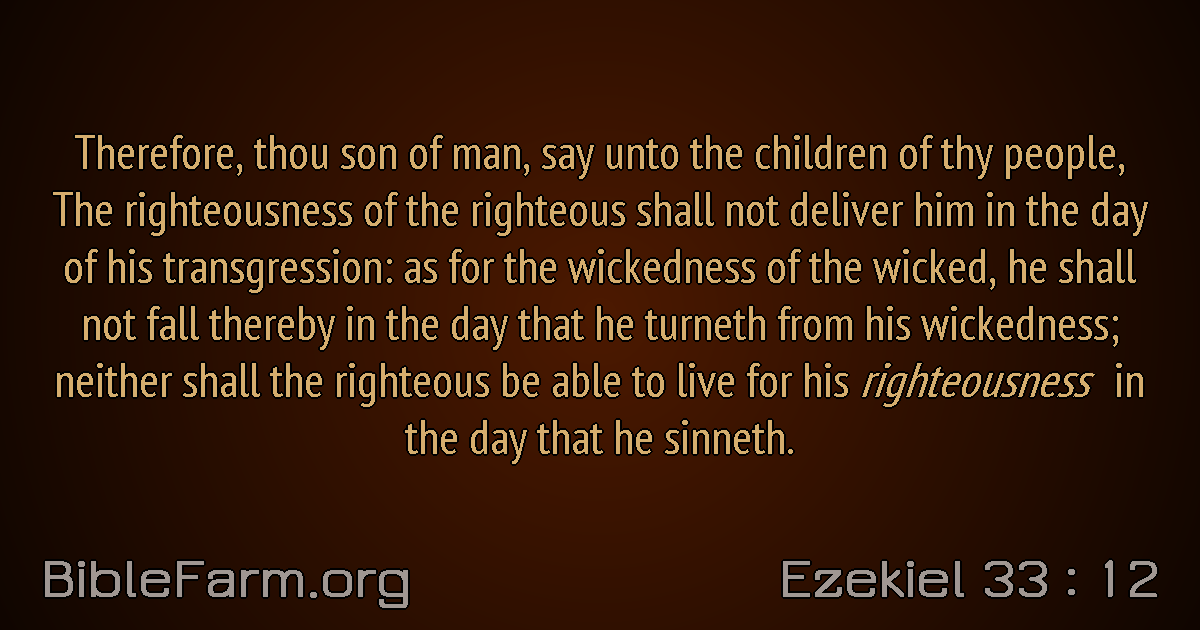 Therefore, thou son of man, say unto the children of thy people,
The righteousness of the righteous shall not deliver him in the day
of his transgression: as for the wickedness of the wicked, he shall
not fall thereby in the day that he turneth from his wickedness;
neither shall the righteous be able to live for his righteousness in
the day that he sinneth.
BibleFarm.org
Ezekiel 33 : 12